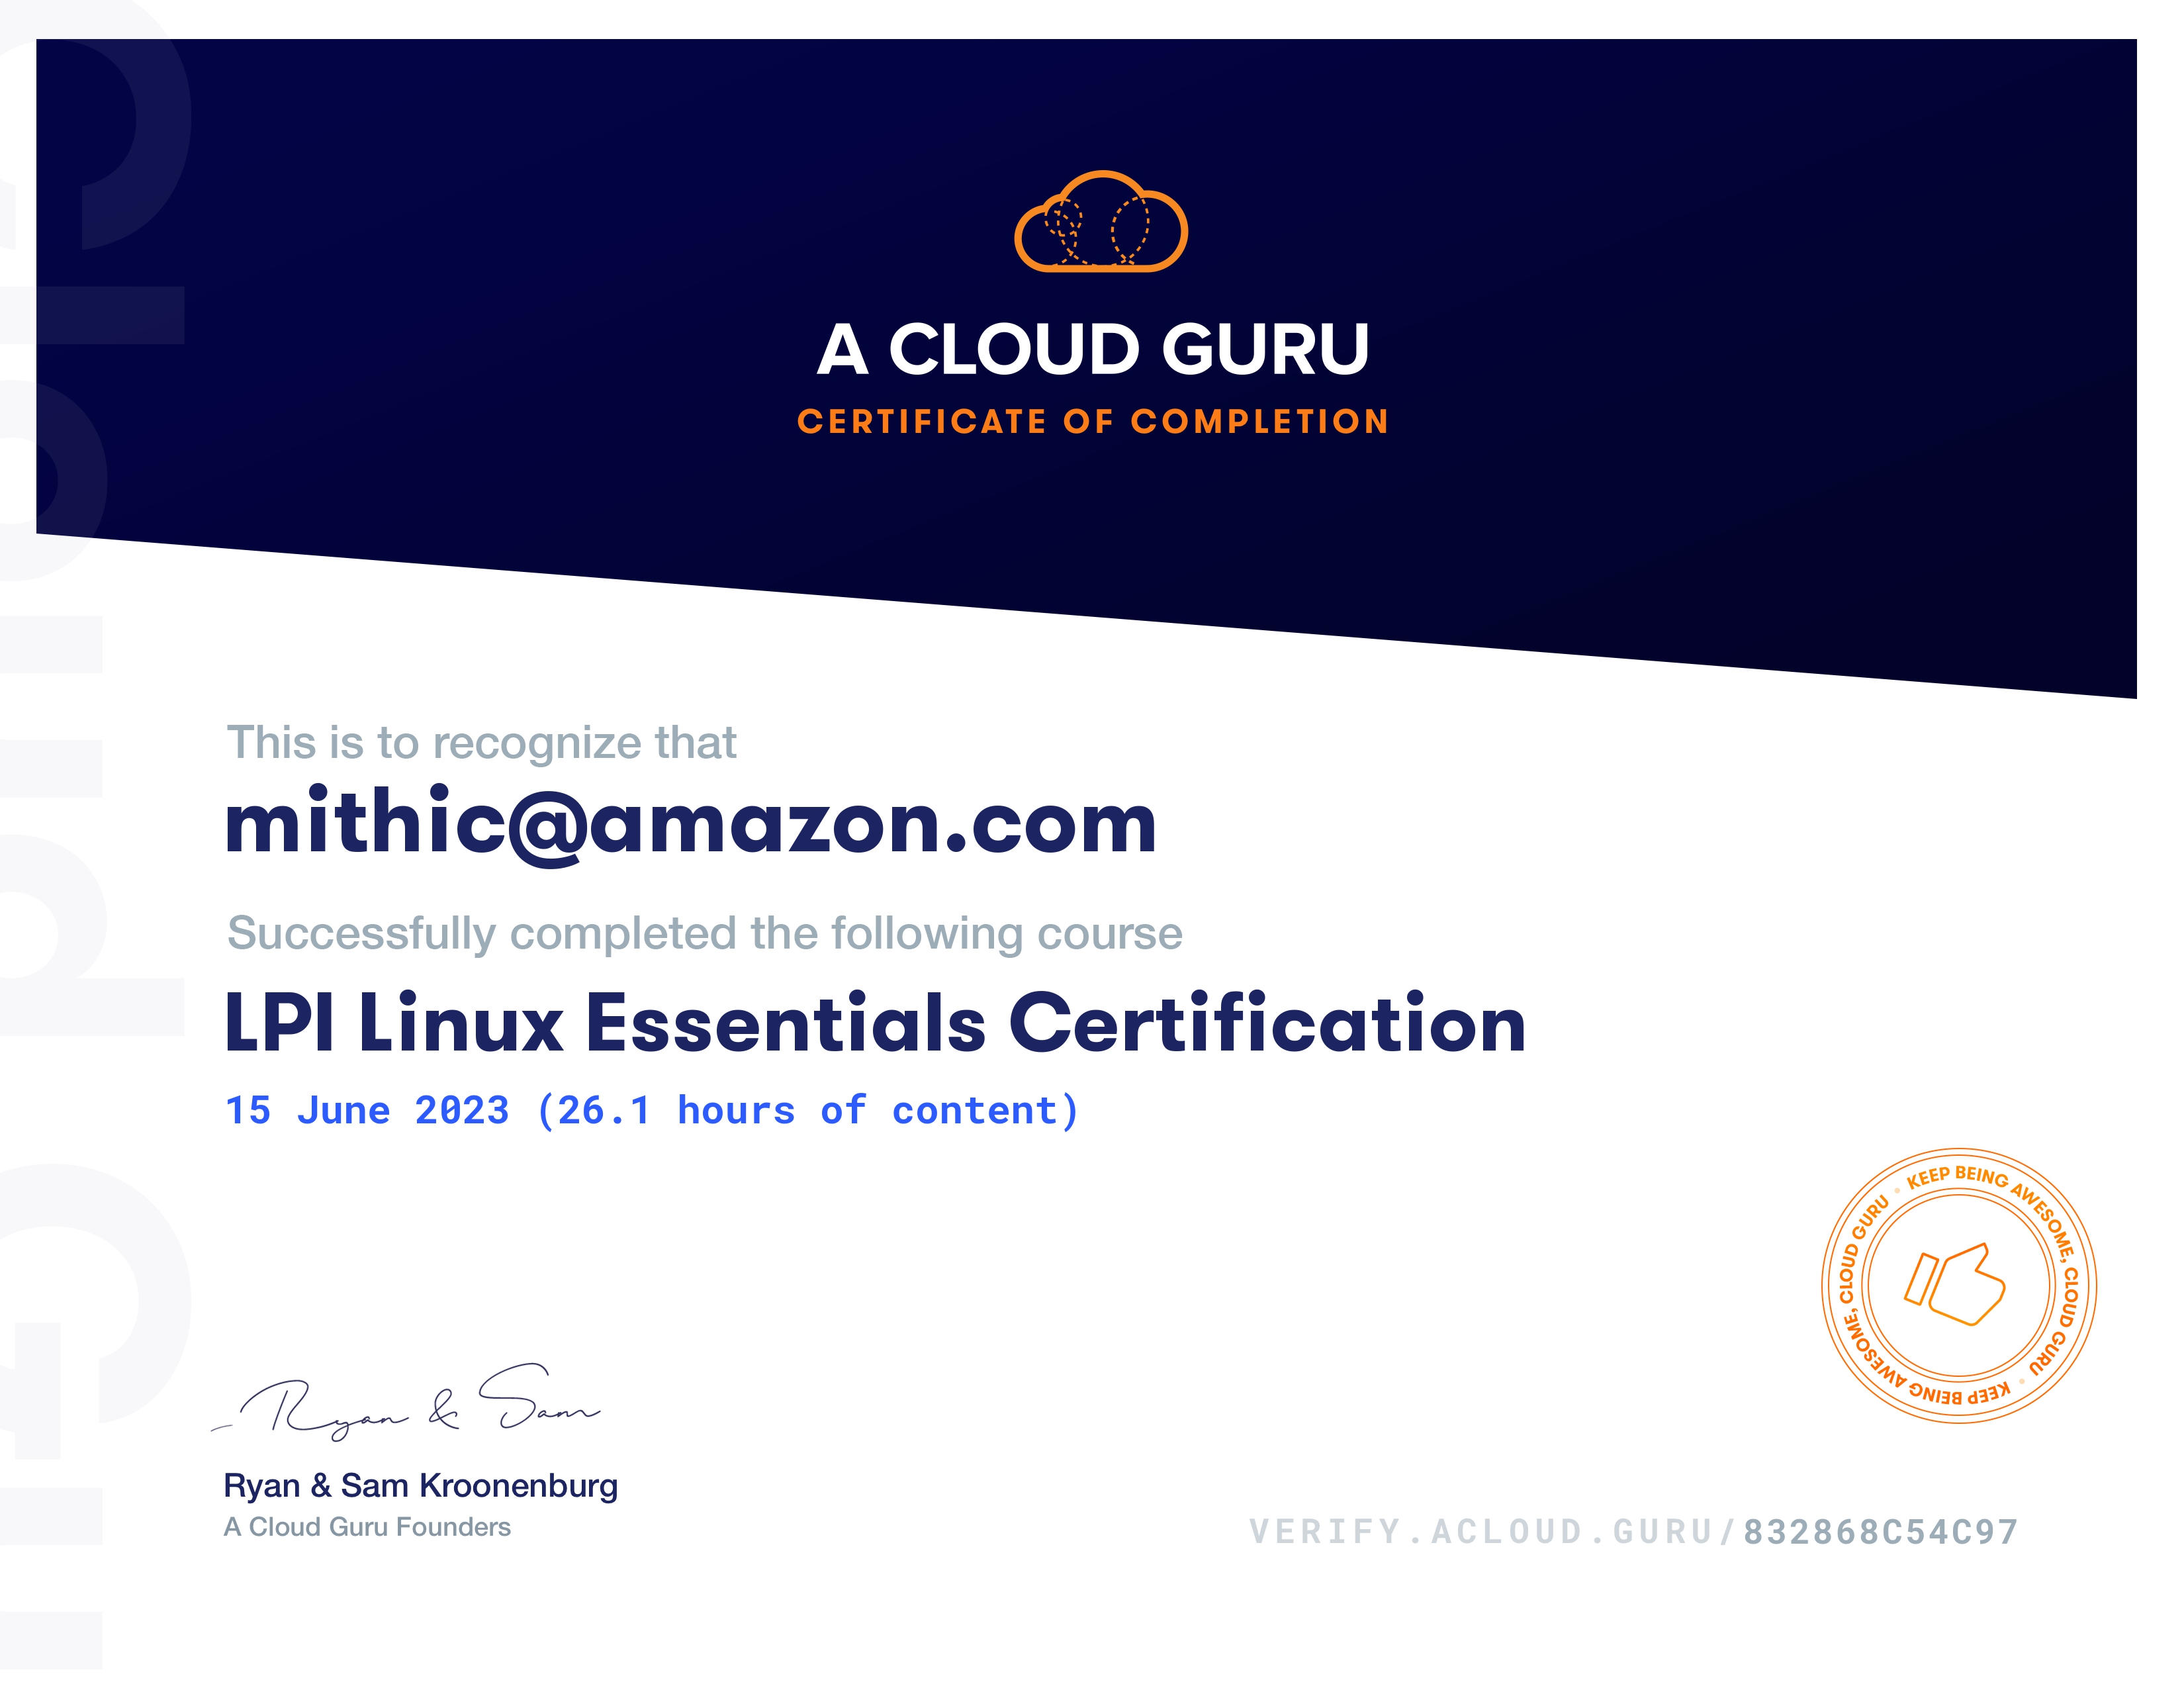 A CLOUD GURU
CERTIFICATE OF COMPLETION
This is to recognize that
mithic@amazon.com
Successfully completed the following course
LPI Linux Essentials Certification
15 June 2023 (26.1 hours of content)
KEEP BEING AWESOME, CLOUD GURU • KEEP BEING AWESOME, CLOUD GURU •
Ryan & Sam
Ryan & Sam Kroonenburg
A Cloud Guru Founders
VERIFY.ACLOUD.GURU/832868C54C97